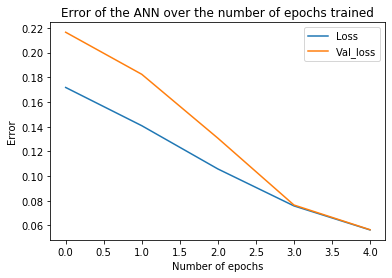 Error of the ANN over the number of epochs trained
Loss
Val_loss
Error
0.22
0.20
0.18
0.16
0.14
0.12
0.10
0.08
0.06
0.0 0.5 1.0 1.5 2.0 2.5 3.0 3.5 4.0
Number of epochs